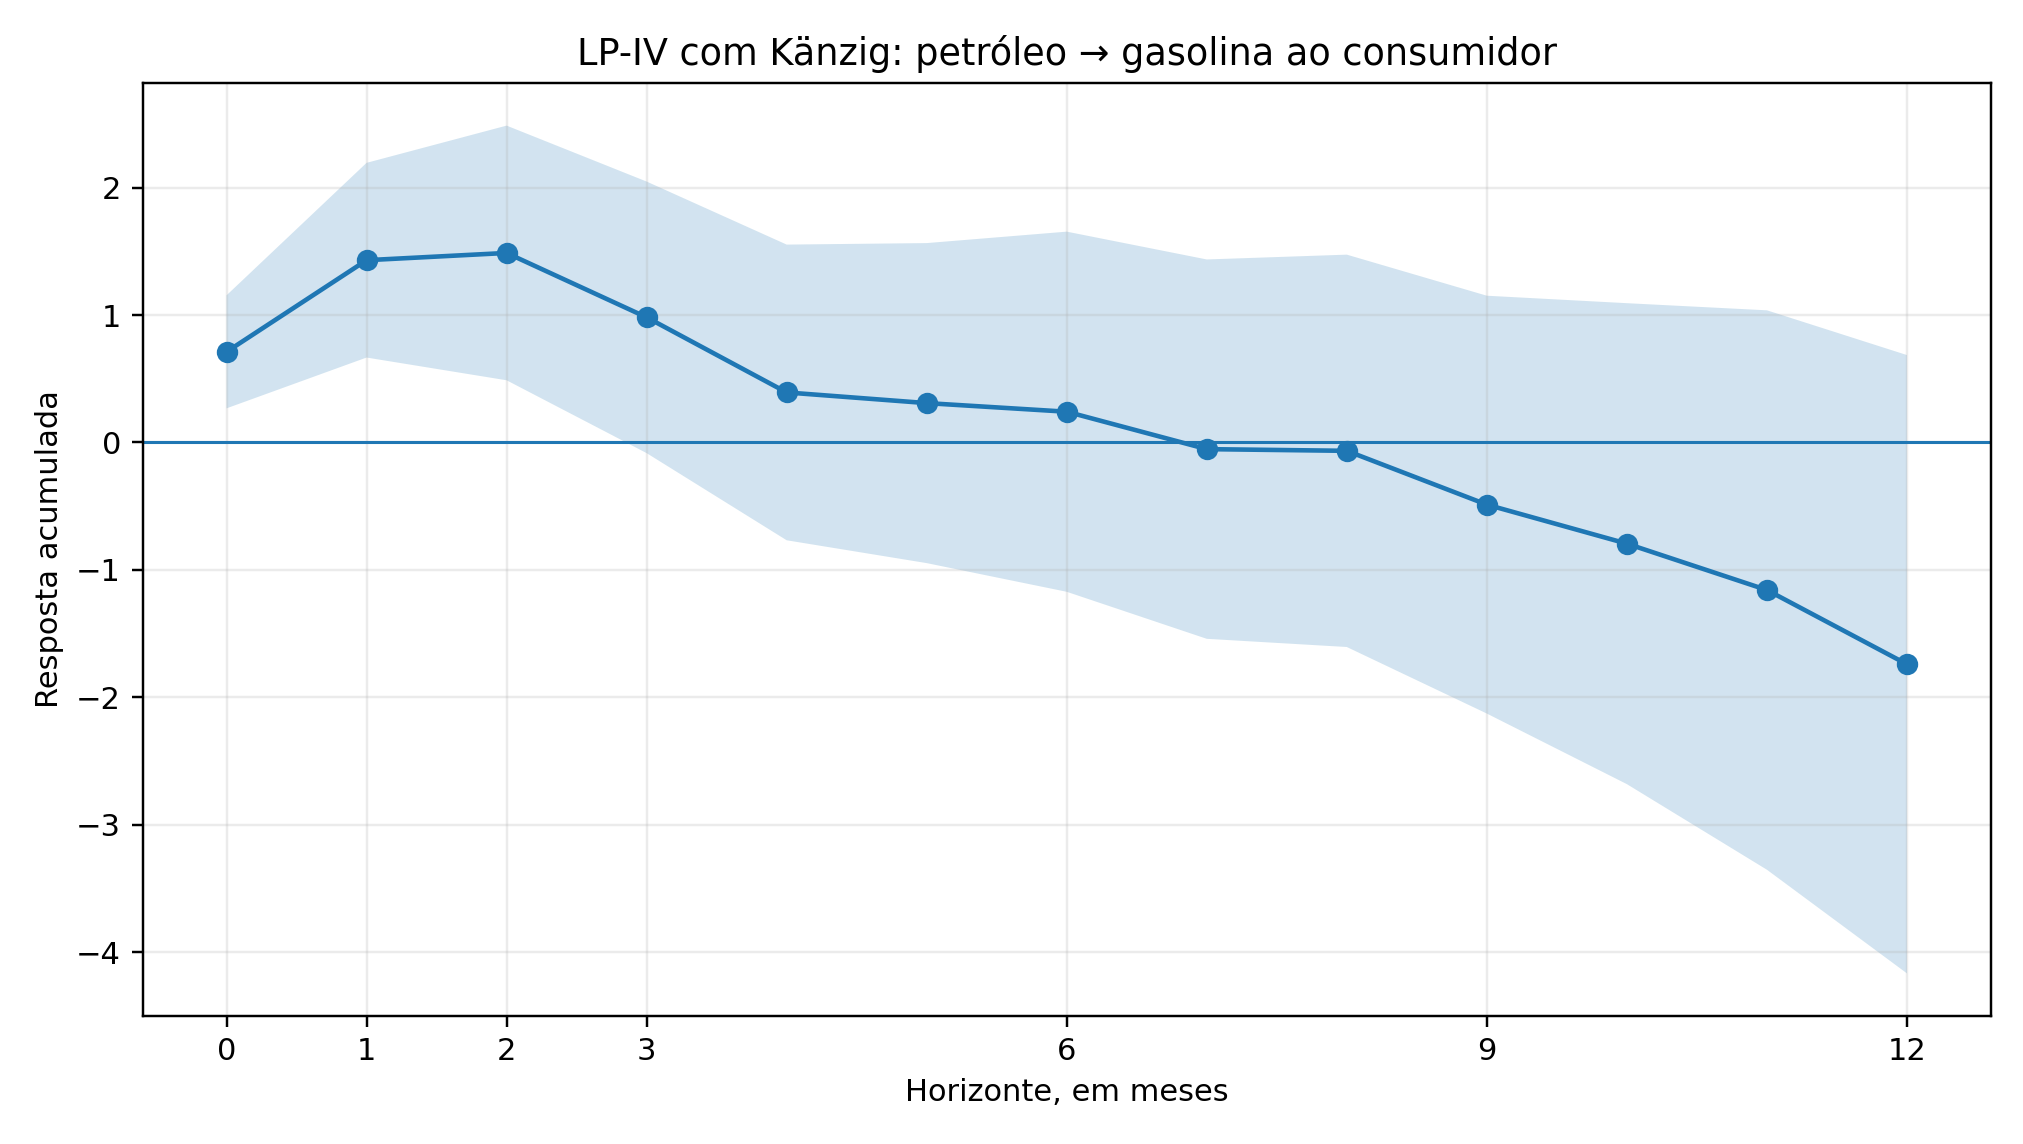 LP-IV com Känzig: petróleo → gasolina ao consumidor
Resposta acumulada
2
1
0
−1
−2
−3
−4
0 1 2 3 6 9 12
Horizonte, em meses